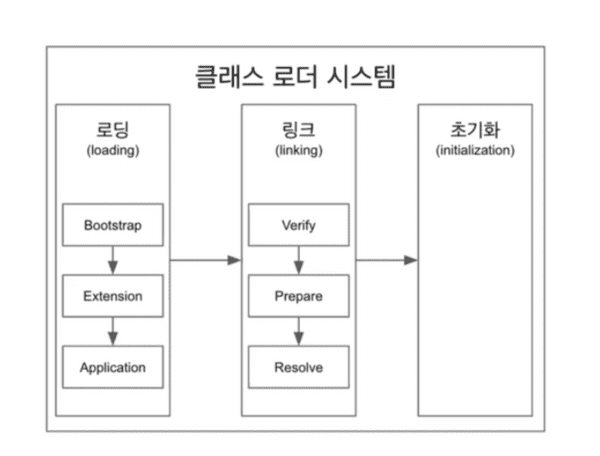 클래스 로더 시스템
로딩
(loading)
Bootstrap
Extension
Application
링크
(linking)
Verify
Prepare
Resolve
초기화
(initialization)